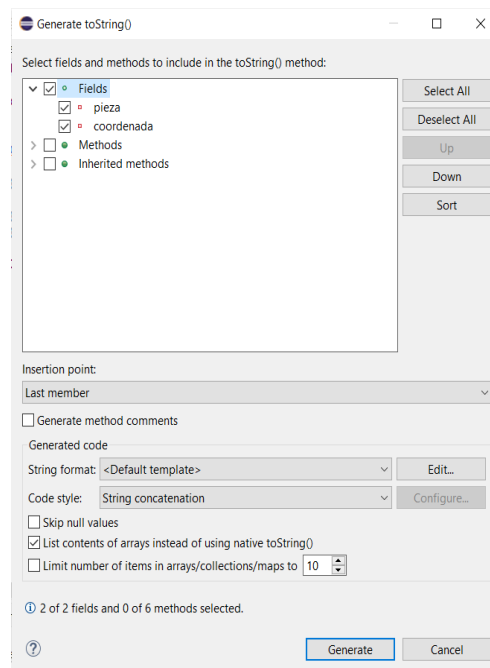 Generate toString()
Select fields and methods to include in the toString() method:
Fields
pieza
coordenada
Methods
Inherited methods
Select All
Deselect All
Up
Down
Sort
Insertion point:
Last member
Generate method comments
Generated code
String format: <Default template> Edit...
Code style: String concatenation Configure...
Skip null values
List contents of arrays instead of using native toString()
Limit number of items in arrays/collections/maps to 10
2 of 2 fields and 0 of 6 methods selected.
Generate Cancel